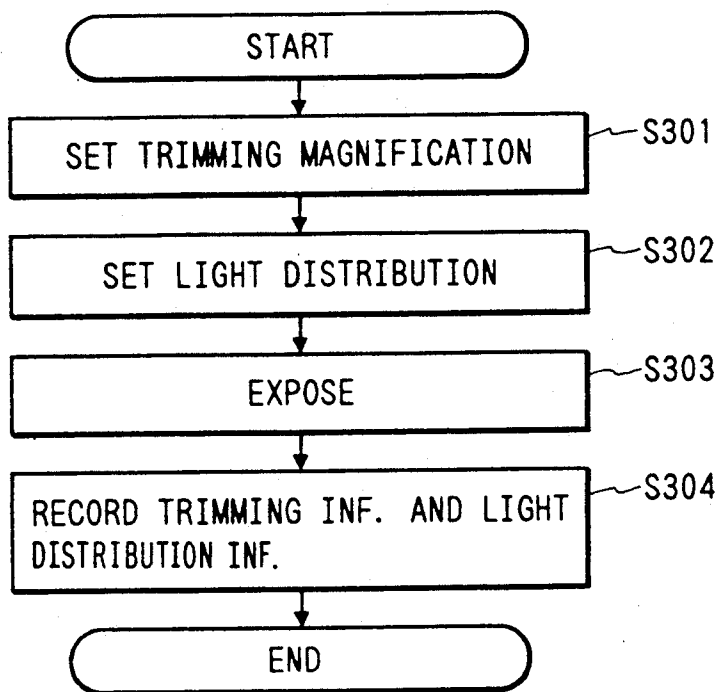 START
SET TRIMMING MAGNIFICATION
S301
SET LIGHT DISTRIBUTION
S302
EXPOSE
S303
RECORD TRIMMING INF. AND LIGHT
DISTRIBUTION INF.
S304
END